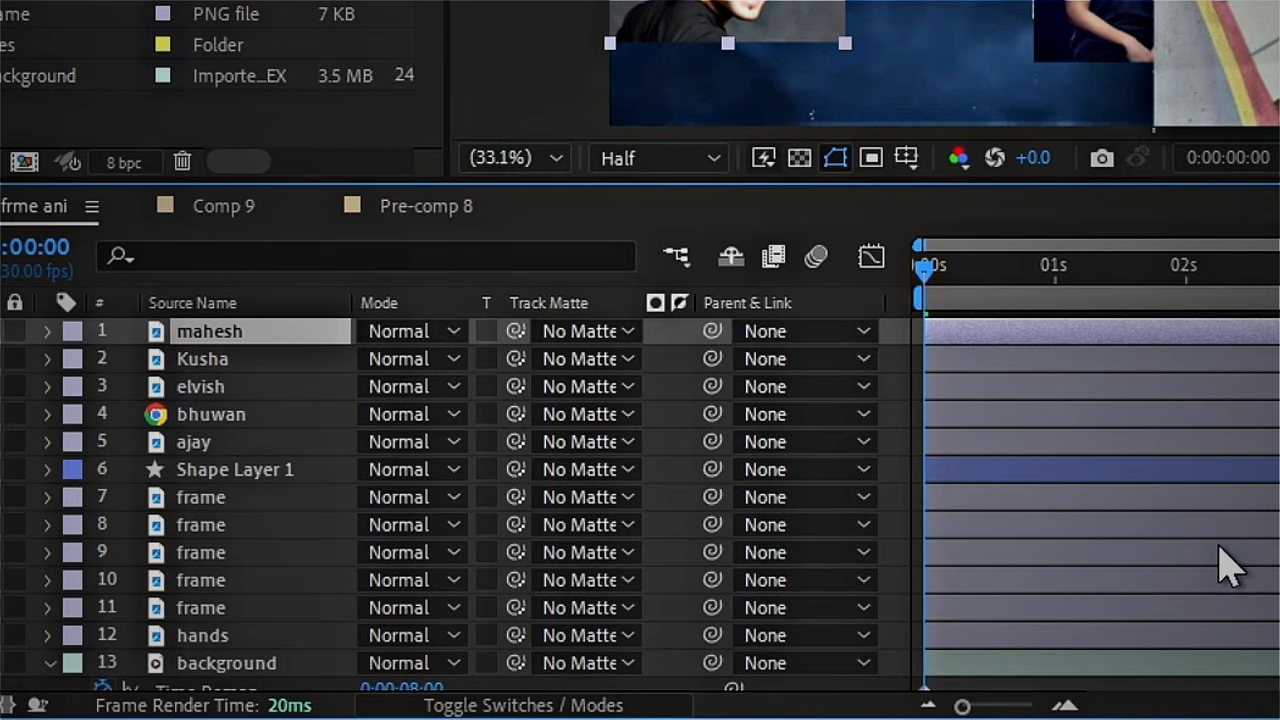 ame PNG file 7 KB
es Folder
ckground Importe...EX 3.5 MB 24
8 bpc (33.1%) Half +0.0 0:00:00:00
frme ani Comp 9 Pre-comp 8
:00:00
30.00 fps)
00s 01s 02s
# Source Name Mode T Track Matte Parent & Link
1 mahesh Normal No Matte None
2 Kusha Normal No Matte None
3 elvish Normal No Matte None
4 bhuwan Normal No Matte None
5 ajay Normal No Matte None
6 Shape Layer 1 Normal No Matte None
7 frame Normal No Matte None
8 frame Normal No Matte None
9 frame Normal No Matte None
10 frame Normal No Matte None
11 frame Normal No Matte None
12 hands Normal No Matte None
13 background Normal No Matte None
Time Remap 0:00:08:00
Frame Render Time: 20ms Toggle Switches / Modes